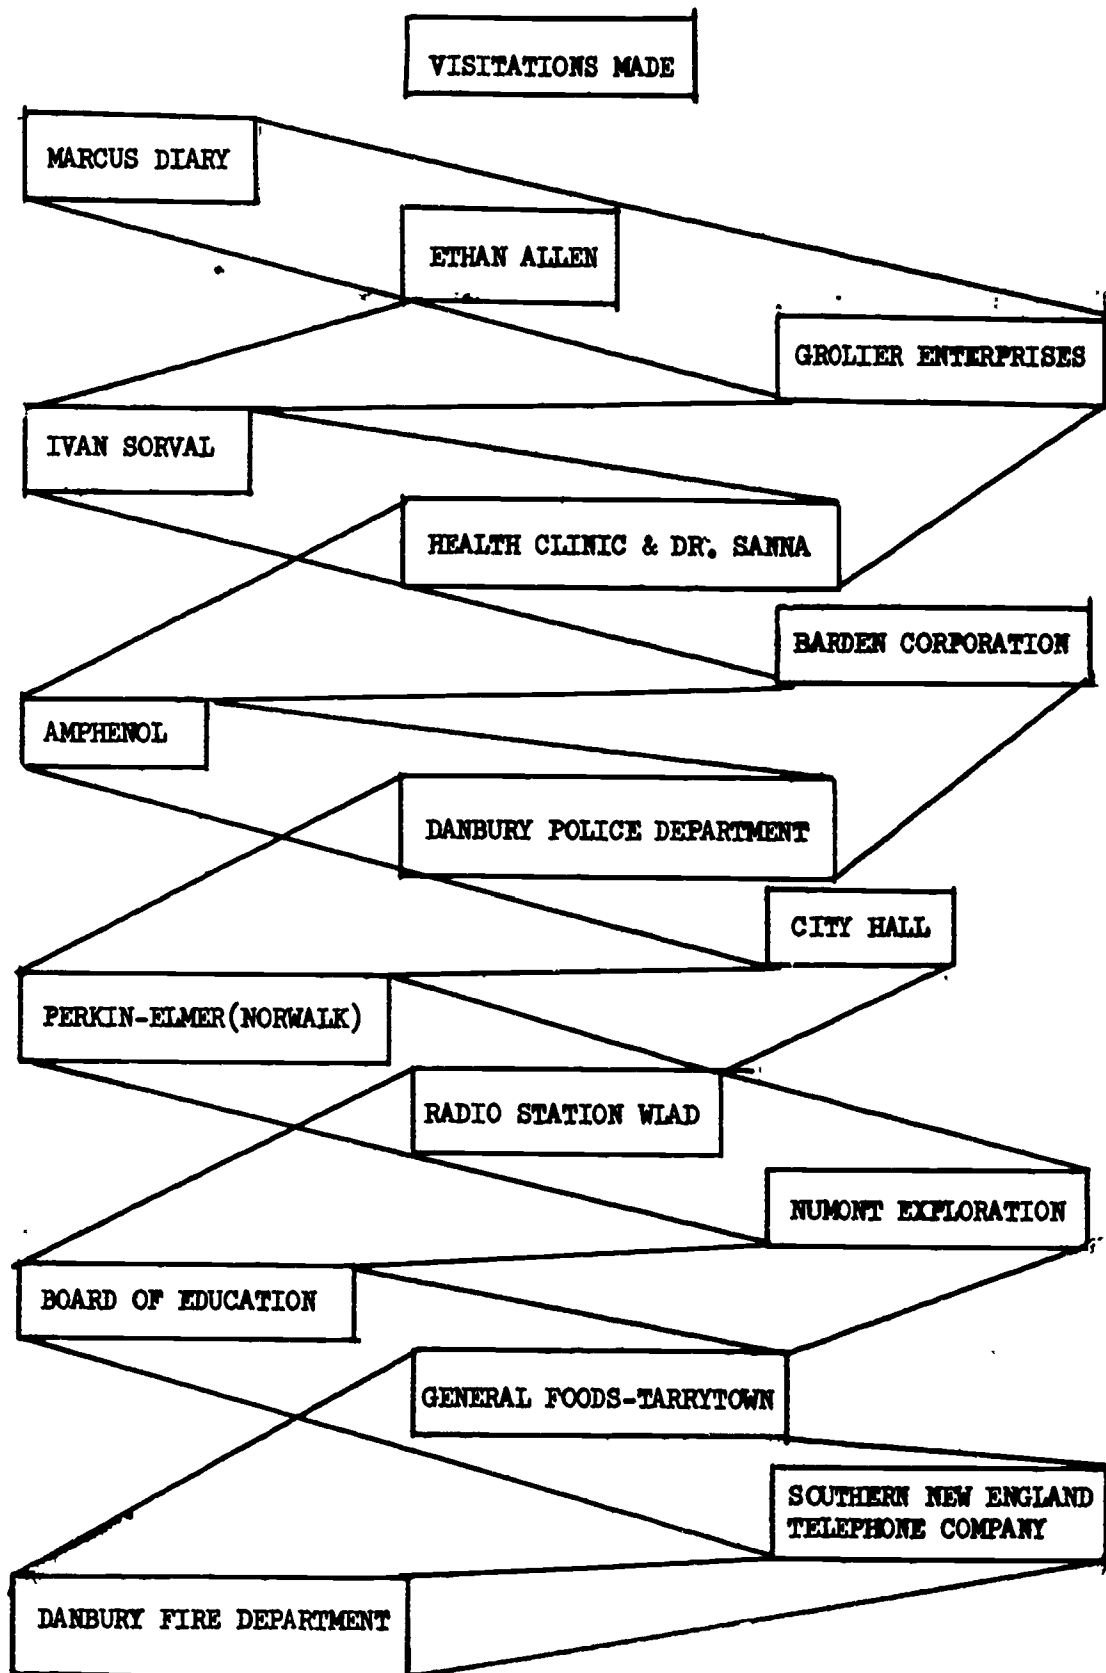 VISITATIONS MADE
MARCUS DIARY
ETHAN ALLEN
GROLIER ENTERPRISES
IVAN SORVAL
HEALTH CLINIC & DR. SANNA
BARDEN CORPORATION
AMPHENOL
DANBURY POLICE DEPARTMENT
CITY HALL
PERKIN-ELMER(NORWALK)
RADIO STATION WLAD
NUMONT EXPLORATION
BOARD OF EDUCATION
GENERAL FOODS-TARRYTOWN
SOUTHERN NEW ENGLAND
TELEPHONE COMPANY
DANBURY FIRE DEPARTMENT